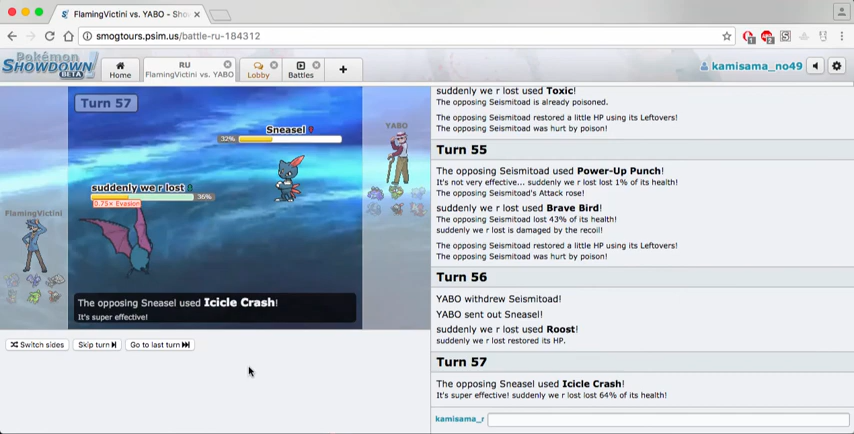 FlamingVictini vs. YABO - Sho
smogtours.psim.us/battle-ru-184312
Pokémon
SHOWDOWN!
BETA
Home
RU
FlamingVictini vs. YABO
Lobby
Battles
kamisama_no49
Turn 57
Sneasel
32%
YABO
suddenly we r lost
36%
0.75× Evasion
FlamingVictini
The opposing Sneasel used Icicle Crash!
It's super effective!
Switch sides
Skip turn
Go to last turn
suddenly we r lost used Toxic!
The opposing Seismitoad is already poisoned.
The opposing Seismitoad restored a little HP using its Leftovers!
The opposing Seismitoad was hurt by poison!
Turn 55
The opposing Seismitoad used Power-Up Punch!
It's not very effective... suddenly we r lost lost 1% of its health!
The opposing Seismitoad's Attack rose!
suddenly we r lost used Brave Bird!
The opposing Seismitoad lost 43% of its health!
suddenly we r lost is damaged by the recoil!
The opposing Seismitoad restored a little HP using its Leftovers!
The opposing Seismitoad was hurt by poison!
Turn 56
YABO withdrew Seismitoad!
YABO sent out Sneasel!
suddenly we r lost used Roost!
suddenly we r lost restored its HP.
Turn 57
The opposing Sneasel used Icicle Crash!
It's super effective! suddenly we r lost lost 64% of its health!
kamisama_r